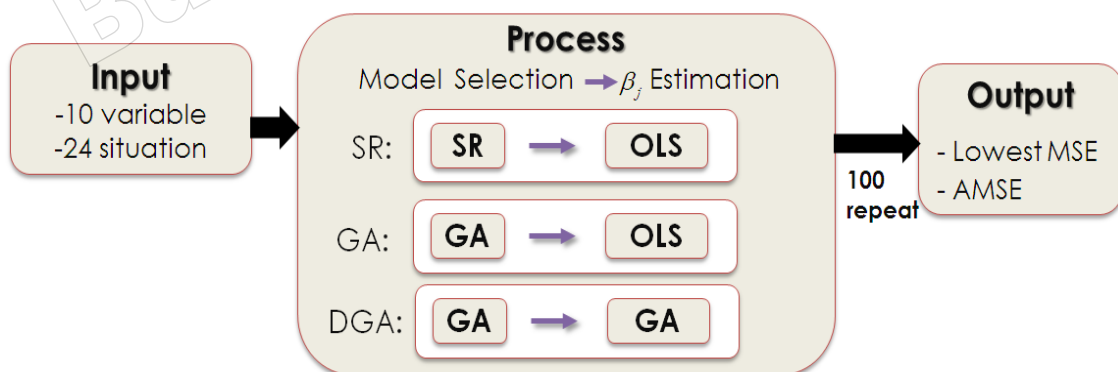 Input
-10 variable
-24 situation
Process
Model Selection → βj Estimation
SR: SR → OLS
GA: GA → OLS
DGA: GA → GA
100
repeat
Output
- Lowest MSE
- AMSE